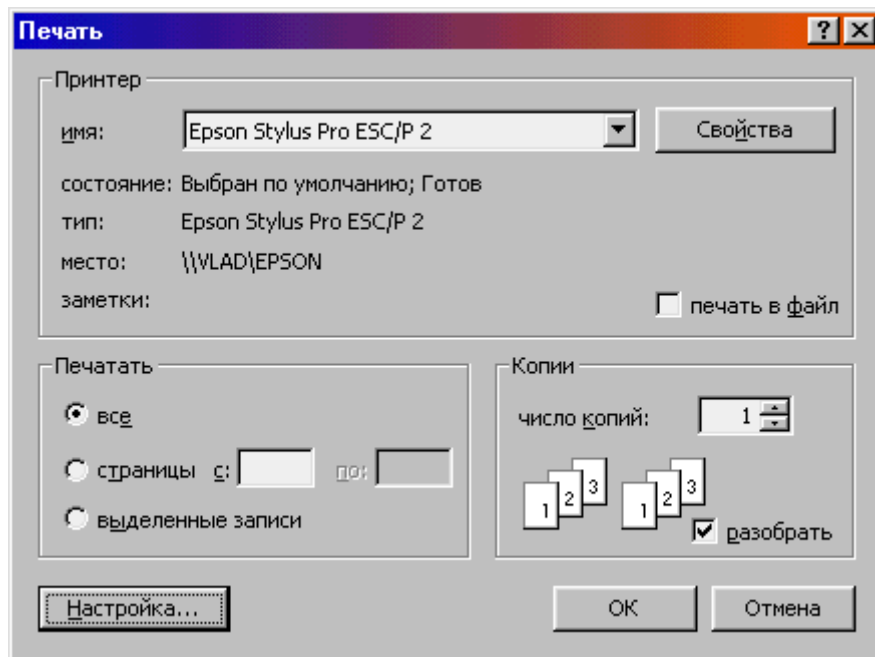 Печать
Принтер
имя: Epson Stylus Pro ESC/P 2 Свойства
состояние: Выбран по умолчанию; Готов
тип: Epson Stylus Pro ESC/P 2
место: \\VLAD\EPSON
заметки:
печать в файл
Печатать
все
страницы с: по:
выделенные записи
Копии
число копий: 1
1 2 3 1 2 3
разобрать
Настройка... OK Отмена